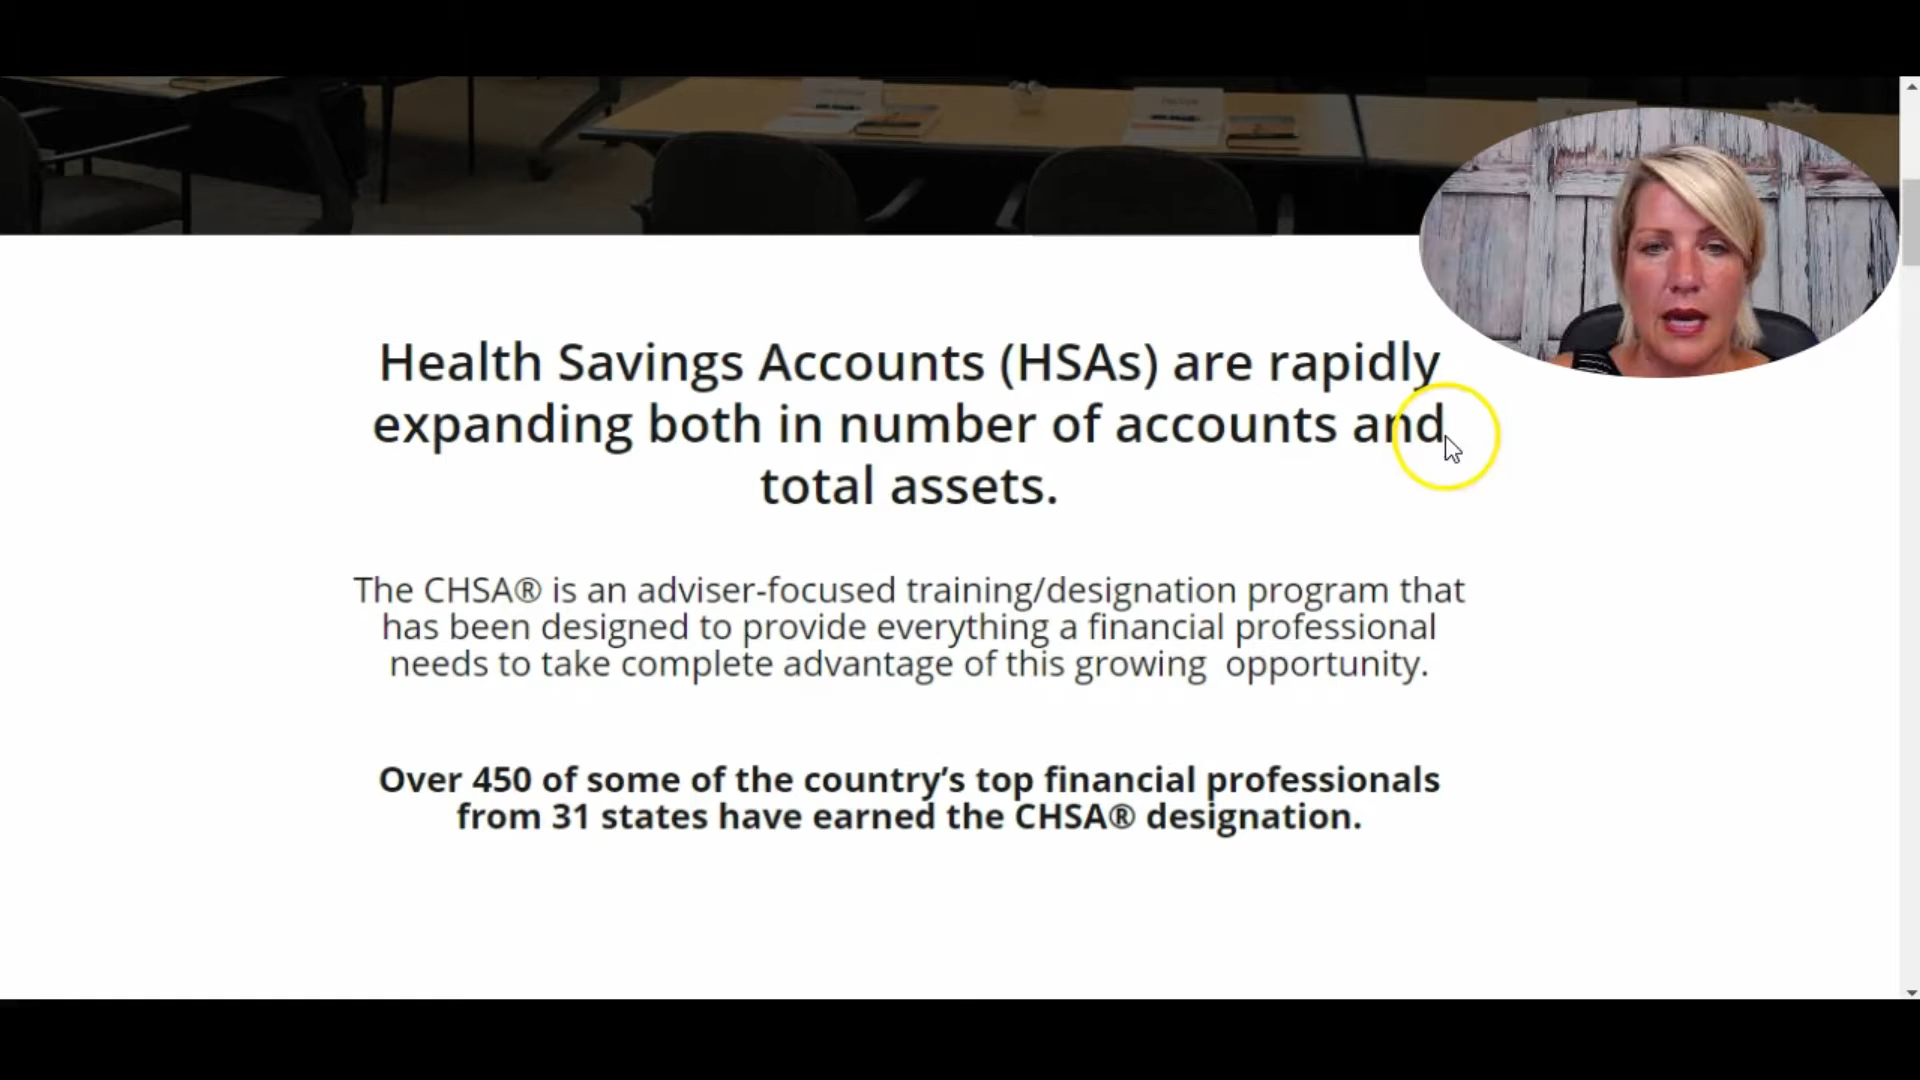 Health Savings Accounts (HSAs) are rapidly
expanding both in number of accounts and
total assets.
The CHSA® is an adviser-focused training/designation program that
has been designed to provide everything a financial professional
needs to take complete advantage of this growing  opportunity.
Over 450 of some of the country’s top financial professionals
from 31 states have earned the CHSA® designation.